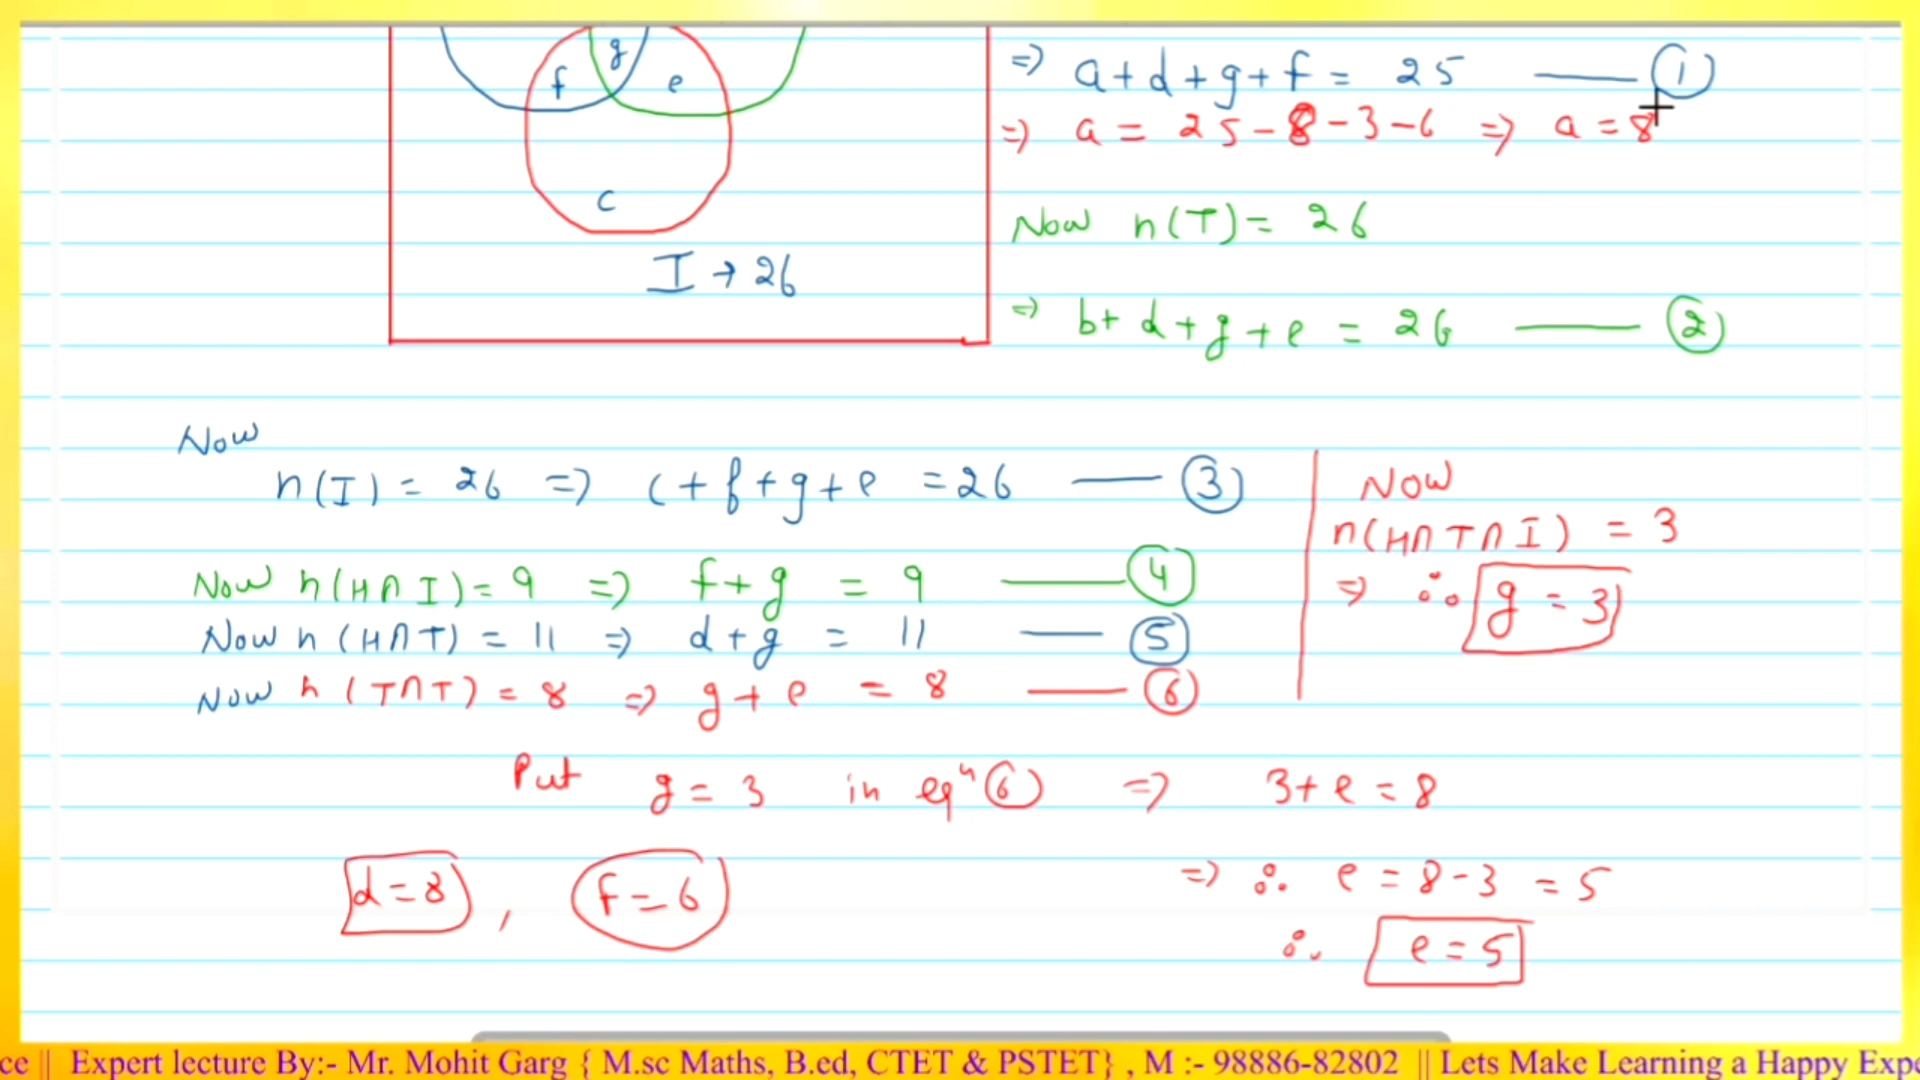 g
f
e
c
I → 26
⇒ a+d+g+f = 25 —— ①
⇒ a = 25-8-3-6 ⇒ a=8
Now n(T)= 26
⇒ b+d+g+e = 26 —— ②
Now
n(I)= 26 ⇒ c+f+g+e =26 —— ③
Now n(H∩I)=9 ⇒ f+g = 9 —— ④
Now n(H∩T) = 11 ⇒ d+g = 11 —— ⑤
Now n(T∩T)=8 ⇒ g+e = 8 —— ⑥
Now
n(H∩T∩I) = 3
⇒ ∴ g=3
Put g=3 in eqⁿ⑥ ⇒ 3+e=8
d=8 , f=6
⇒ ∴ e=8-3 =5
∴ e=5
ce || Expert lecture By:- Mr. Mohit Garg { M.sc Maths, B.ed, CTET & PSTET} , M :- 98886-82802 || Lets Make Learning a Happy Expe